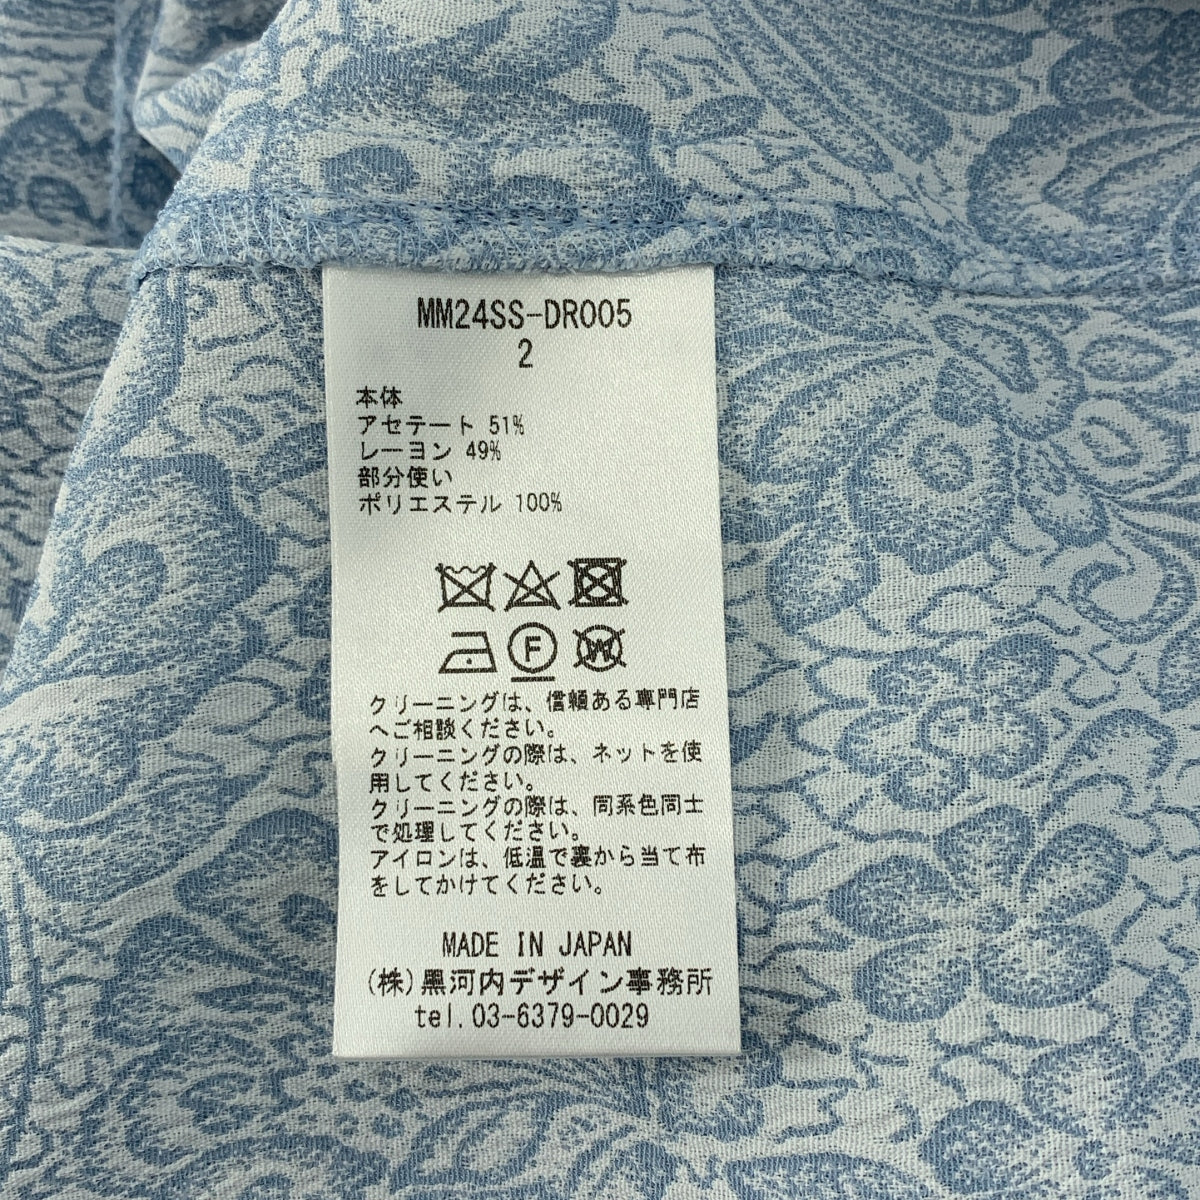 MM24SS-DR005
2
本体
アセテート 51%
レーヨン 49%
部分使い
ポリエステル 100%
F W
クリーニングは、信頼ある専門店
へご相談ください。
クリーニングの際は、ネットを使
用してください。
クリーニングの際は、同系色同士
で処理してください。
アイロンは、低温で裏から当て布
をしてかけてください。
MADE IN JAPAN
(株)黒河内デザイン事務所
tel.03-6379-0029